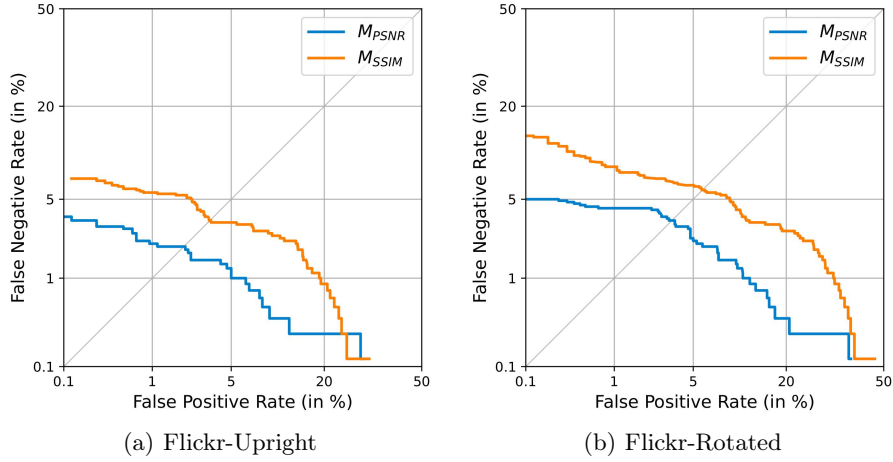 50
20
5
1
0.1
0.1
1
5
20
50
False Negative Rate (in %)
False Positive Rate (in %)
M_PSNR
M_SSIM
(a) Flickr-Upright
50
20
5
1
0.1
0.1
1
5
20
50
False Negative Rate (in %)
False Positive Rate (in %)
M_PSNR
M_SSIM
(b) Flickr-Rotated